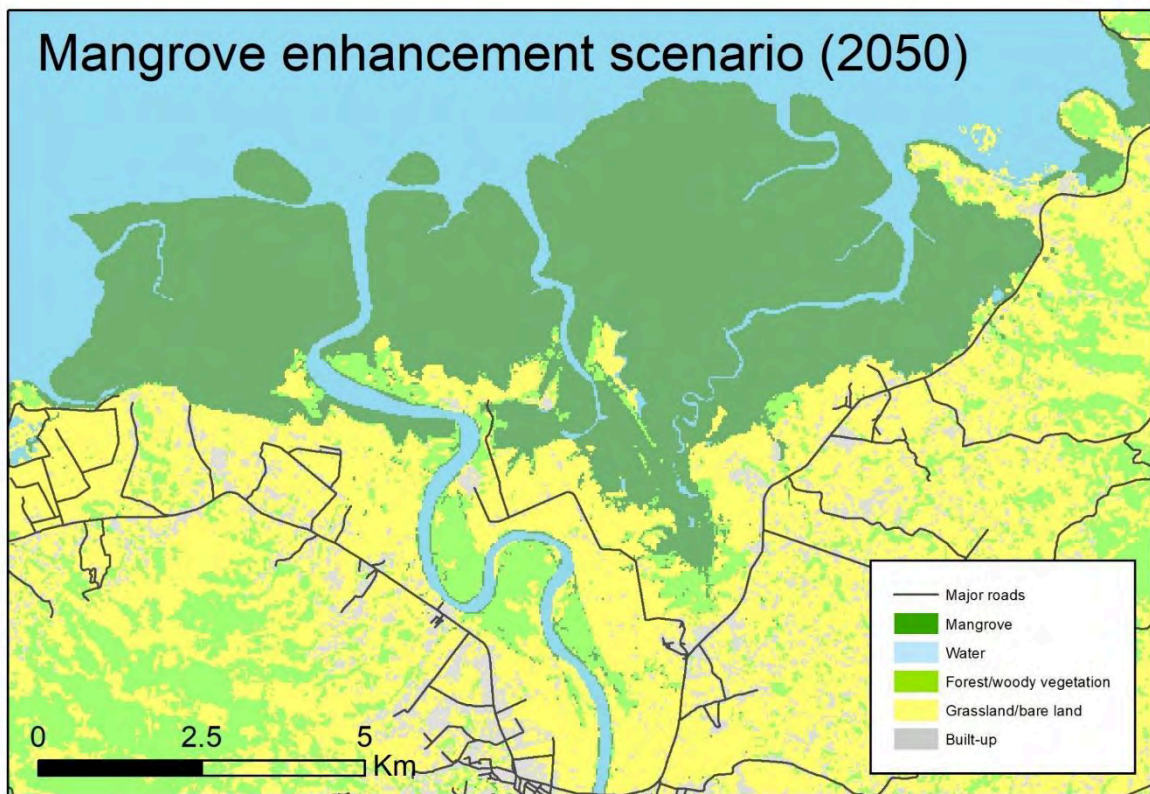 Mangrove enhancement scenario (2050)
Major roads
Mangrove
Water
Forest/woody vegetation
Grassland/bare land
Built-up
0 2.5 5
Km